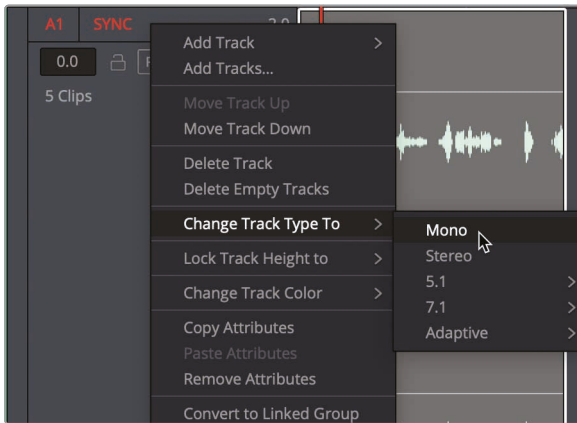 A1 SYNC 2.0
0.0
5 Clips
Add Track
Add Tracks...
Move Track Up
Move Track Down
Delete Track
Delete Empty Tracks
Change Track Type To
Lock Track Height to
Change Track Color
Copy Attributes
Paste Attributes
Remove Attributes
Convert to Linked Group
Mono
Stereo
5.1
7.1
Adaptive